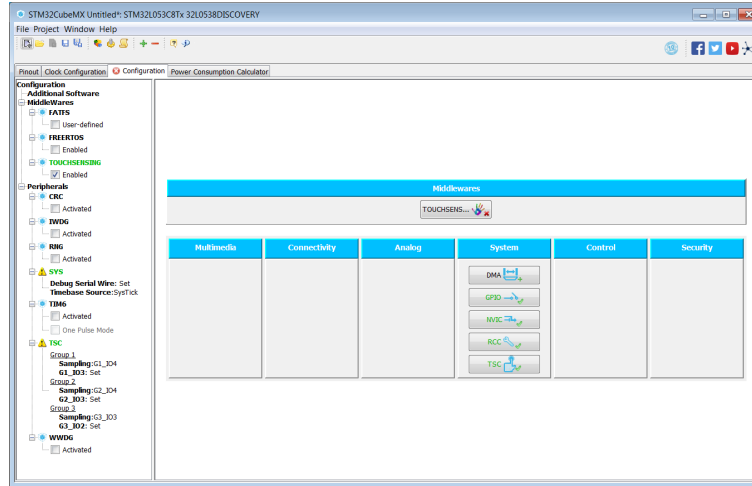 STM32CubeMX Untitled*: STM32L053C8Tx 32L0538DISCOVERY
File Project Window Help
Pinout Clock Configuration Configuration Power Consumption Calculator
Configuration
Additional Software
MiddleWares
FATFS
User-defined
FREERTOS
Enabled
TOUCHSENSING
Enabled
Peripherals
CRC
Activated
IWDG
Activated
RNG
Activated
SYS
Debug Serial Wire: Set
Timebase Source:SysTick
TIM6
Activated
One Pulse Mode
TSC
Group 1
Sampling:G1_IO4
G1_IO3: Set
Group 2
Sampling:G2_IO4
G2_IO3: Set
Group 3
Sampling:G3_IO3
G3_IO2: Set
WWDG
Activated
Middlewares
TOUCHSENS...
Multimedia Connectivity Analog System Control Security
DMA
GPIO
NVIC
RCC
TSC